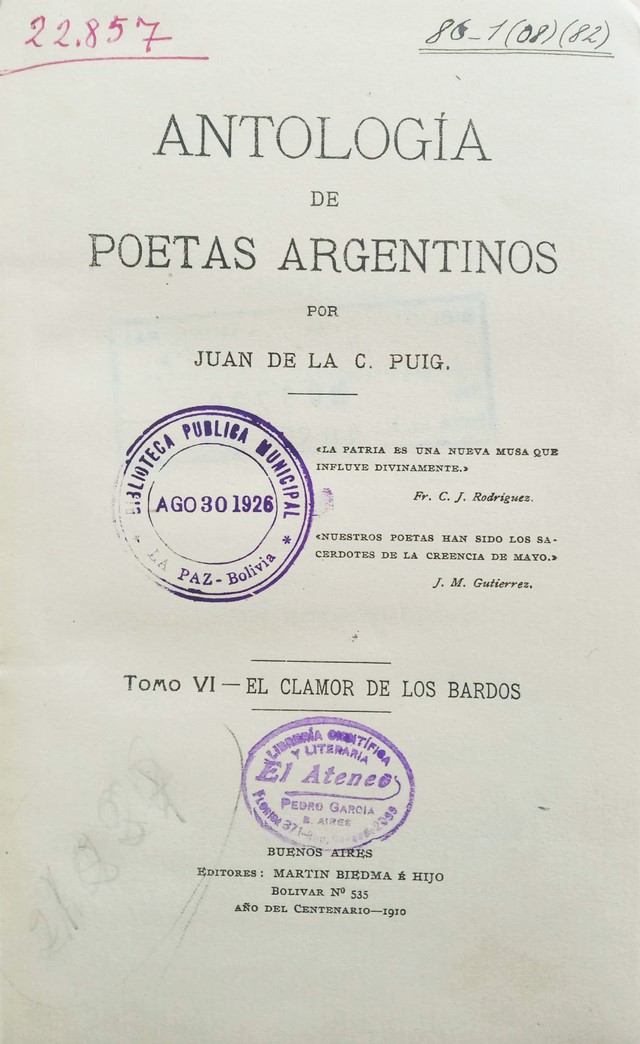 22.857
86-1(08)(82)
ANTOLOGÍA
DE
POETAS ARGENTINOS
POR
JUAN DE LA C. PUIG.
BIBLIOTECA PUBLICA MUNICIPAL
AGO 30 1926
* LA PAZ - Bolivia *
«LA PATRIA ES UNA NUEVA MUSA QUE
INFLUYE DIVINAMENTE.»
Fr. C. J. Rodriguez.
«NUESTROS POETAS HAN SIDO LOS SA-
CERDOTES DE LA CREENCIA DE MAYO.»
J. M. Gutierrez.
TOMO VI — EL CLAMOR DE LOS BARDOS
LIBRERÍA CIENTÍFICA
Y LITERARIA
El Ateneo
PEDRO GARCIA
B. AIRES
FLORIDA 371
BUENOS AIRES
EDITORES: MARTIN BIEDMA É HIJO
BOLIVAR Nº 535
AÑO DEL CENTENARIO—1910